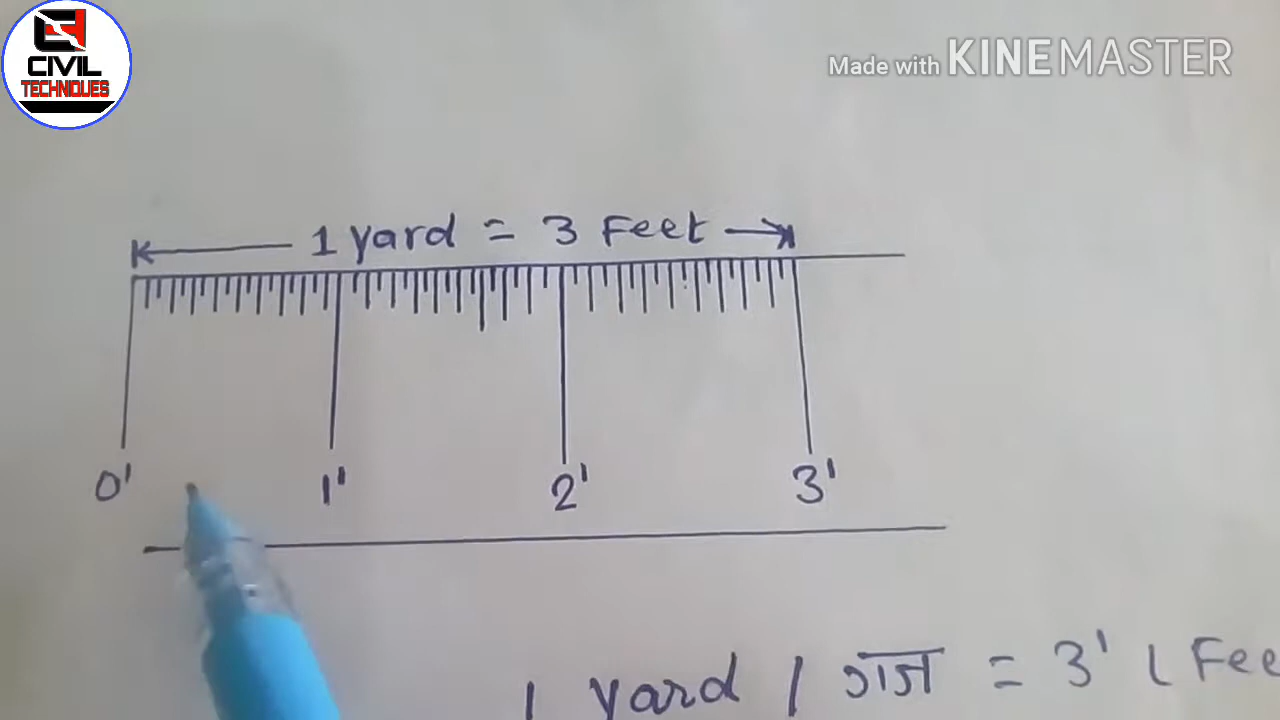 CIVIL
TECHNIQUES
Made with KINEMASTER
1 yard = 3 Feet
0' 1' 2' 3'
1 yard / गज = 3' ( Fee